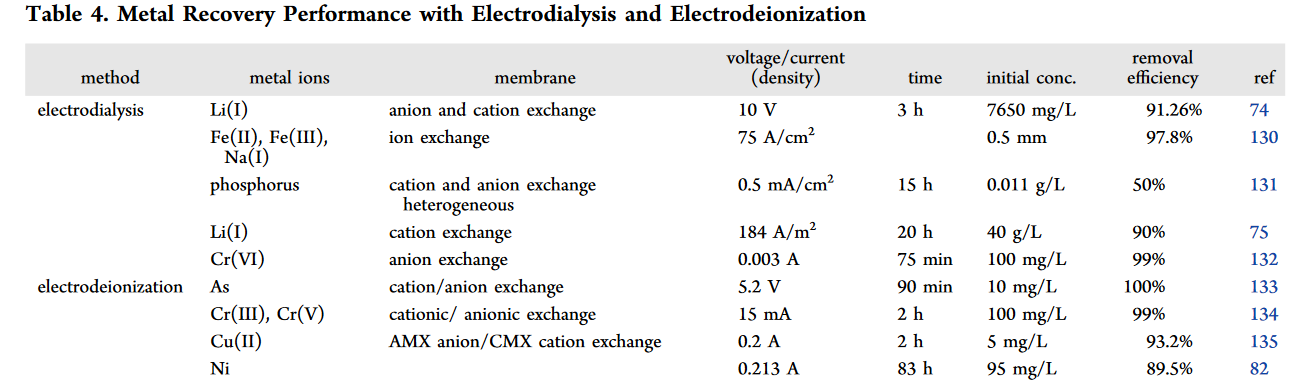 Table 4. Metal Recovery Performance with Electrodialysis and Electrodeionization
method metal ions membrane voltage/current (density) time initial conc. removal efficiency ref
electrodialysis Li(I) anion and cation exchange 10 V 3 h 7650 mg/L 91.26% 74
Fe(II), Fe(III), ion exchange 75 A/cm² 0.5 mm 97.8% 130
Na(I)
phosphorus cation and anion exchange 0.5 mA/cm² 15 h 0.011 g/L 50% 131
heterogeneous
Li(I) cation exchange 184 A/m² 20 h 40 g/L 90% 75
Cr(VI) anion exchange 0.003 A 75 min 100 mg/L 99% 132
electrodeionization As cation/anion exchange 5.2 V 90 min 10 mg/L 100% 133
Cr(III), Cr(V) cationic/ anionic exchange 15 mA 2 h 100 mg/L 99% 134
Cu(II) AMX anion/CMX cation exchange 0.2 A 2 h 5 mg/L 93.2% 135
Ni 0.213 A 83 h 95 mg/L 89.5% 82